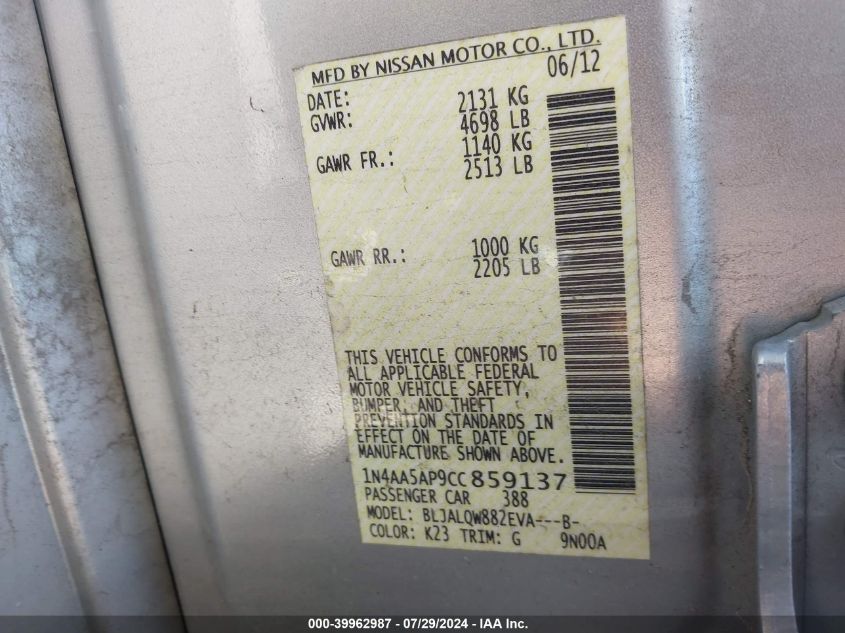 MFD BY NISSAN MOTOR CO., LTD.
DATE: 06/12
GVWR: 2131 KG
4698 LB
GAWR FR.: 1140 KG
2513 LB
GAWR RR.: 1000 KG
2205 LB
THIS VEHICLE CONFORMS TO
ALL APPLICABLE FEDERAL
MOTOR VEHICLE SAFETY,
BUMPER, AND THEFT
PREVENTION STANDARDS IN
EFFECT ON THE DATE OF
MANUFACTURE SHOWN ABOVE.
1N4AA5AP9CC859137
PASSENGER CAR 388
MODEL: BLJALQW882EVA---B-
COLOR: K23 TRIM: G 9N00A
000-39962987 - 07/29/2024 - IAA Inc.